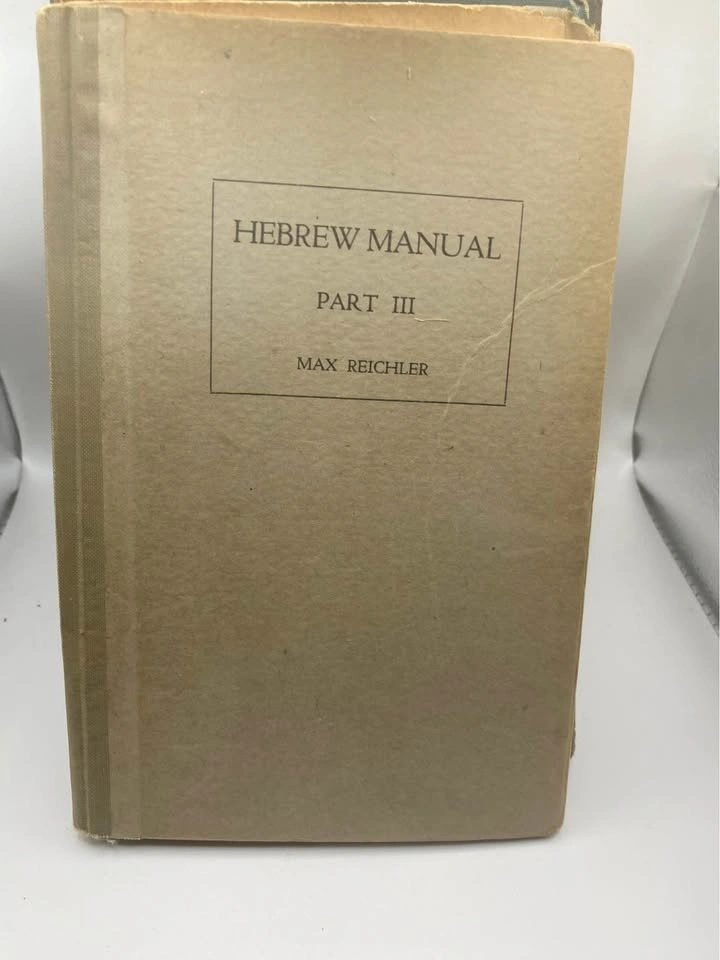 HEBREW MANUAL
PART III
MAX REICHLER